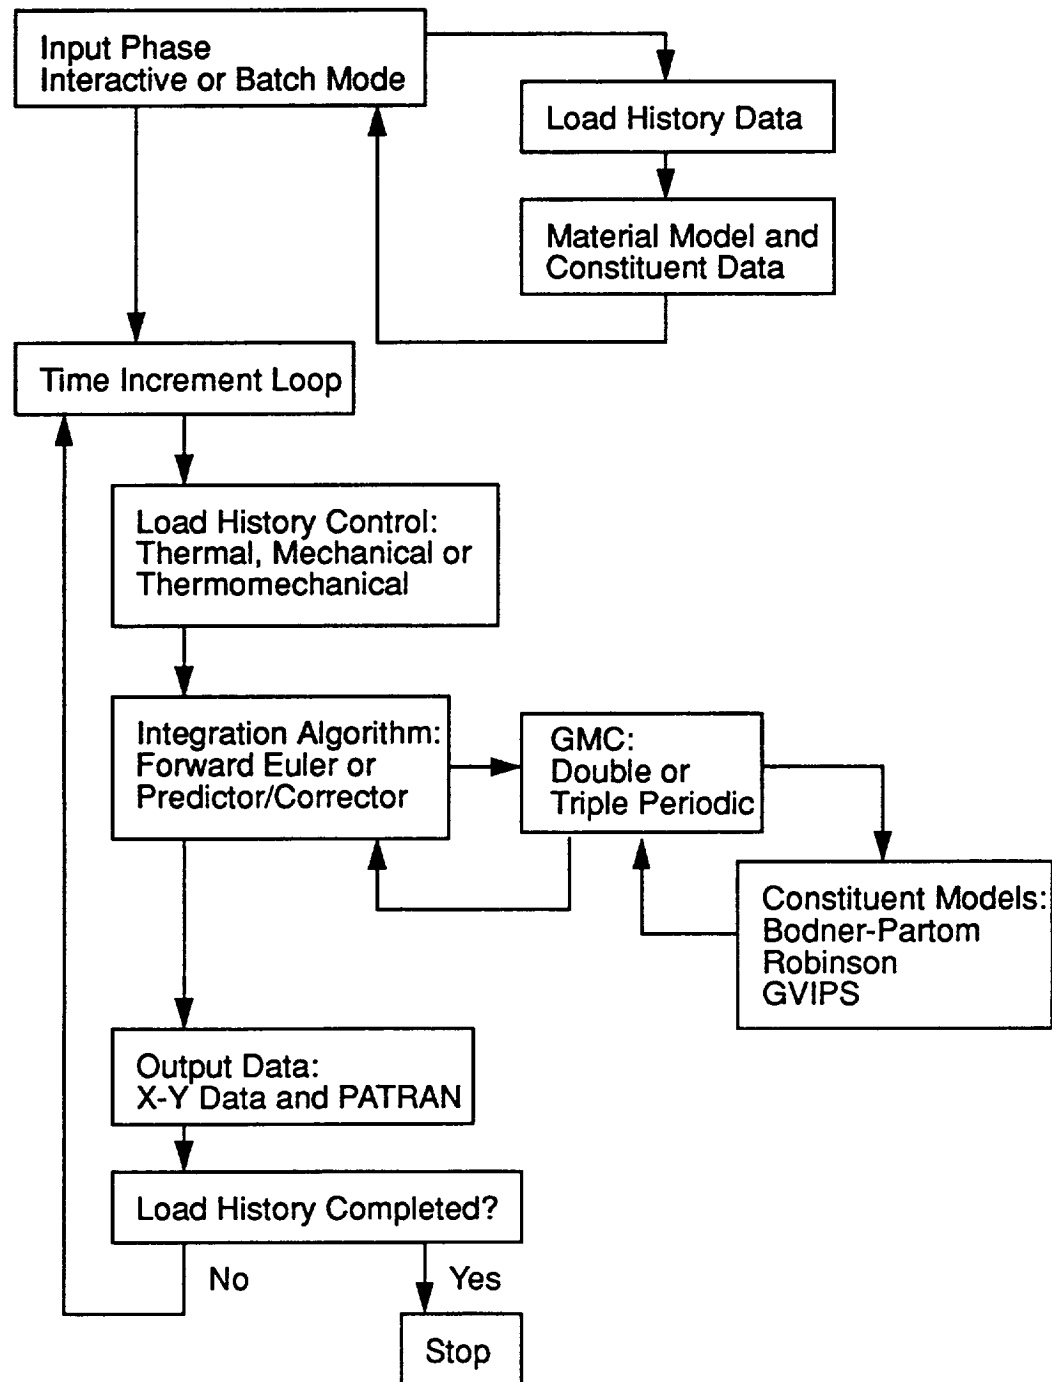 Input Phase
Interactive or Batch Mode
Load History Data
Material Model and
Constituent Data
Time Increment Loop
Load History Control:
Thermal, Mechanical or
Thermomechanical
Integration Algorithm:
Forward Euler or
Predictor/Corrector
GMC:
Double or
Triple Periodic
Constituent Models:
Bodner-Partom
Robinson
GVIPS
Output Data:
X-Y Data and PATRAN
Load History Completed?
No
Yes
Stop